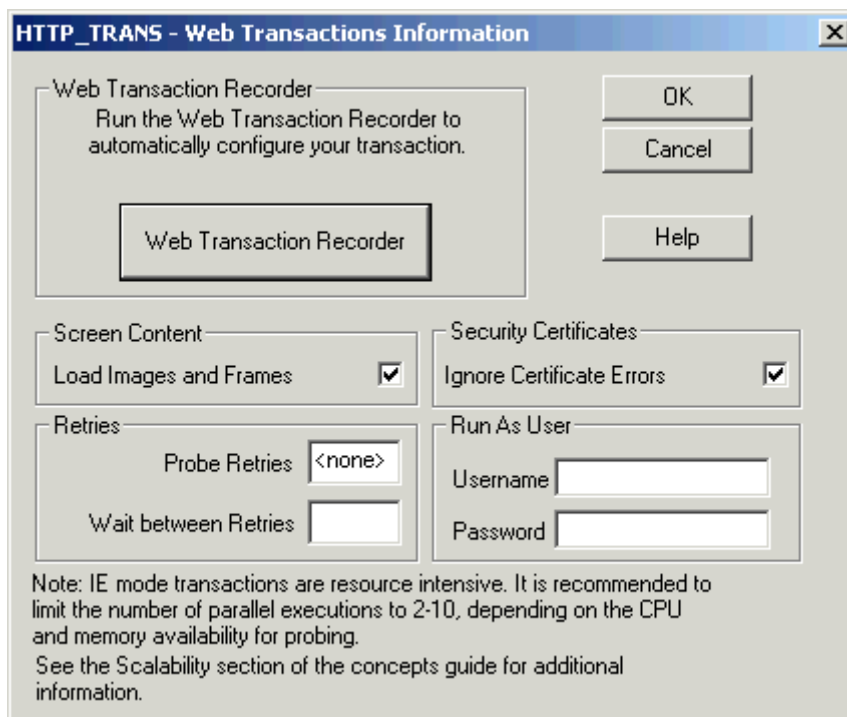 HTTP_TRANS - Web Transactions Information
Web Transaction Recorder
Run the Web Transaction Recorder to
automatically configure your transaction.
Web Transaction Recorder
OK
Cancel
Help
Screen Content
Load Images and Frames
Security Certificates
Ignore Certificate Errors
Retries
Probe Retries
<none>
Wait between Retries
Run As User
Username
Password
Note: IE mode transactions are resource intensive. It is recommended to
limit the number of parallel executions to 2-10, depending on the CPU
and memory availability for probing.
See the Scalability section of the concepts guide for additional
information.